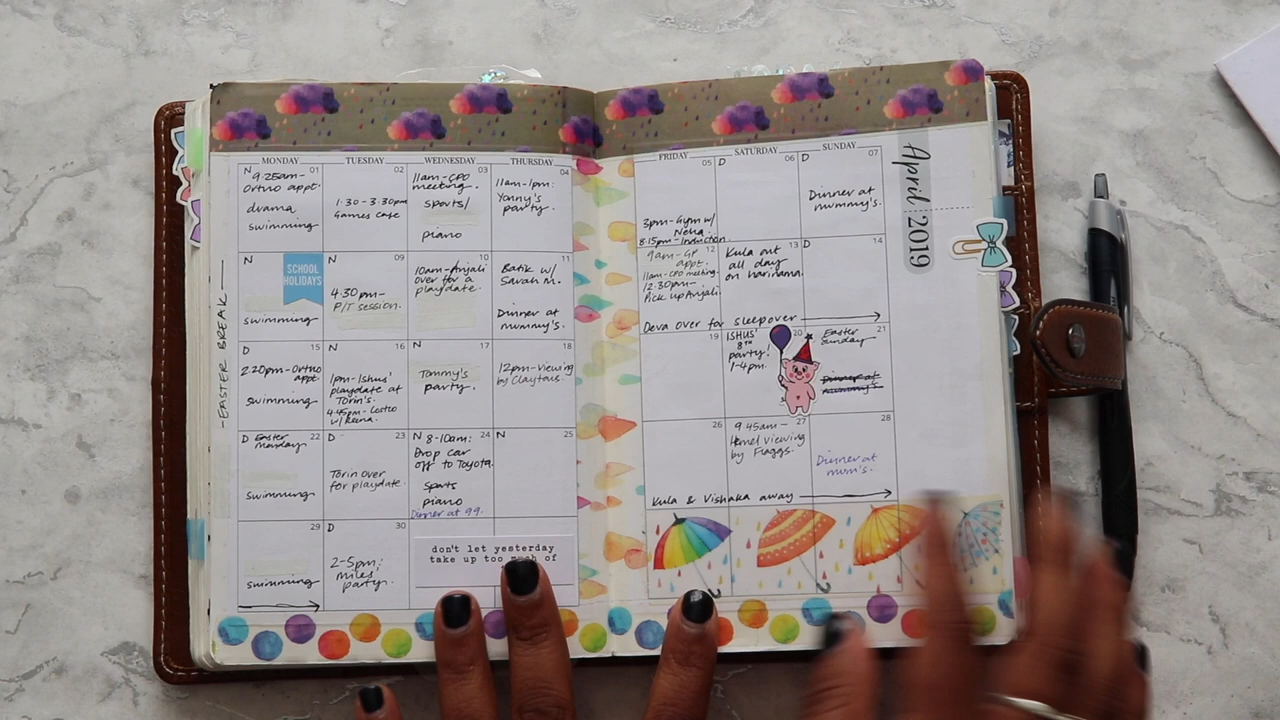 MONDAY TUESDAY WEDNESDAY THURSDAY
FRIDAY SATURDAY SUNDAY
April 2019
-EASTER BREAK-
N 01
9:25am-
Ortho appt.
drama
swimming
02
1:30-3:30pm
Games Cafe
03
11am-CPO
meeting.
sports/
piano
04
11am-1pm:
Yonny's
party.
05
3pm-Gym w/
Neha.
8:15pm-Induction.
D 06
D 07
Dinner at
mummy's.
N
SCHOOL
HOLIDAYS
swimming
N 09
4:30pm-
P/T session.
10
10am-Anjali
over for a
playdate.
11
Batik w/
Sarah M.
Dinner at
mummy's.
12
9am-GP
appt.
11am-CPO meeting.
12:30pm-
Pick up Anjali.
13
Kula out
all day
on harinama.
D 14
Deva over for sleepover
D 15
2:20pm-Ortho
appt.
swimming
N 16
1pm-Ishus'
playdate at
Torin's.
4:45pm-Costco
w/Reena.
N 17
Tommy's
party.
18
12pm-Viewing
by Claytons.
19
20
ISHUS'
8TH
party!
1-4pm.
21
Easter
Sunday
Dinner at
mummy's.
D 22
Easter
Monday
swimming
D 23
Torin over
for playdate.
N 24
8-10am:
Drop car
off to Toyota.
Sports
piano
Dinner at 99.
N 25
26
27
9:45am-
Home viewing
by Flaggs.
28
Dinner at
mum's.
Kula & Vishaka away
29
swimming
D 30
2-5pm:
Miles'
party.
don't let yesterday
take up too much of